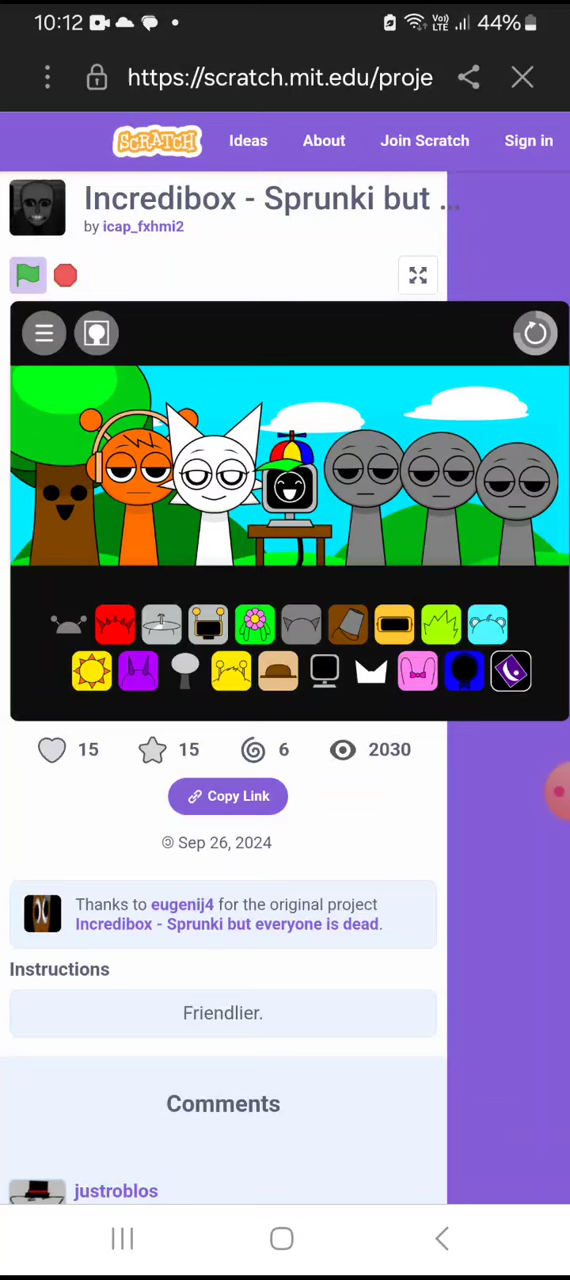 10:12
Vo))
LTE
44%
https://scratch.mit.edu/proje
SCRATCH
Ideas
About
Join Scratch
Sign in
Incredibox - Sprunki but ...
by icap_fxhmi2
15
15
6
2030
Copy Link
Sep 26, 2024
Thanks to eugenij4 for the original project
Incredibox - Sprunki but everyone is dead.
Instructions
Friendlier.
Comments
justroblos